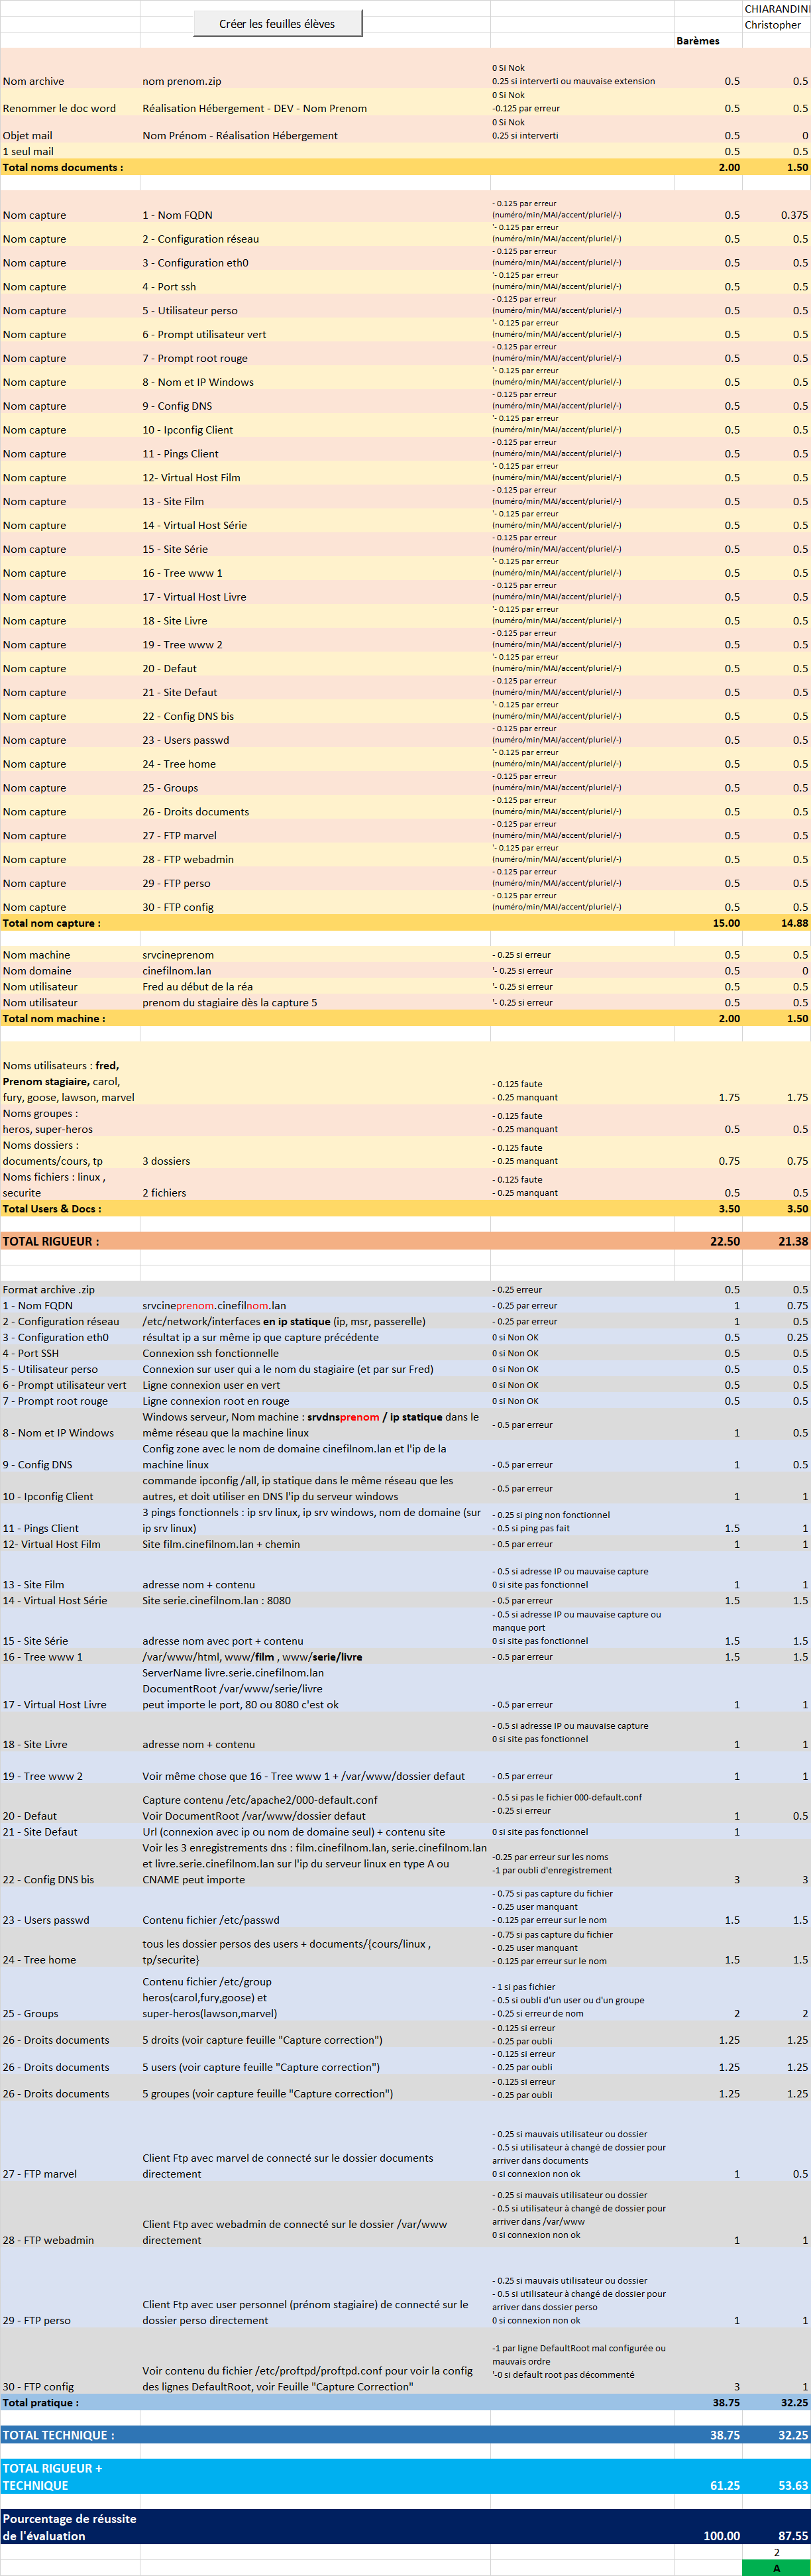 Créer les feuilles élèves
CHIARANDINI
Christopher
Barèmes
Nom archive nom prenom.zip 0 Si Nok
0.25 si interverti ou mauvaise extension 0.5 0.5
Renommer le doc word Réalisation Hébergement - DEV - Nom Prenom 0 Si Nok
-0.125 par erreur 0.5 0.5
Objet mail Nom Prénom - Réalisation Hébergement 0 Si Nok
0.25 si interverti 0.5 0
1 seul mail 0.5 0.5
Total noms documents : 2.00 1.50
Nom capture 1 - Nom FQDN - 0.125 par erreur
(numéro/min/MAJ/accent/pluriel/-) 0.5 0.375
Nom capture 2 - Configuration réseau '- 0.125 par erreur
(numéro/min/MAJ/accent/pluriel/-) 0.5 0.5
Nom capture 3 - Configuration eth0 - 0.125 par erreur
(numéro/min/MAJ/accent/pluriel/-) 0.5 0.5
Nom capture 4 - Port ssh '- 0.125 par erreur
(numéro/min/MAJ/accent/pluriel/-) 0.5 0.5
Nom capture 5 - Utilisateur perso - 0.125 par erreur
(numéro/min/MAJ/accent/pluriel/-) 0.5 0.5
Nom capture 6 - Prompt utilisateur vert '- 0.125 par erreur
(numéro/min/MAJ/accent/pluriel/-) 0.5 0.5
Nom capture 7 - Prompt root rouge - 0.125 par erreur
(numéro/min/MAJ/accent/pluriel/-) 0.5 0.5
Nom capture 8 - Nom et IP Windows '- 0.125 par erreur
(numéro/min/MAJ/accent/pluriel/-) 0.5 0.5
Nom capture 9 - Config DNS - 0.125 par erreur
(numéro/min/MAJ/accent/pluriel/-) 0.5 0.5
Nom capture 10 - Ipconfig Client '- 0.125 par erreur
(numéro/min/MAJ/accent/pluriel/-) 0.5 0.5
Nom capture 11 - Pings Client - 0.125 par erreur
(numéro/min/MAJ/accent/pluriel/-) 0.5 0.5
Nom capture 12- Virtual Host Film '- 0.125 par erreur
(numéro/min/MAJ/accent/pluriel/-) 0.5 0.5
Nom capture 13 - Site Film - 0.125 par erreur
(numéro/min/MAJ/accent/pluriel/-) 0.5 0.5
Nom capture 14 - Virtual Host Série '- 0.125 par erreur
(numéro/min/MAJ/accent/pluriel/-) 0.5 0.5
Nom capture 15 - Site Série - 0.125 par erreur
(numéro/min/MAJ/accent/pluriel/-) 0.5 0.5
Nom capture 16 - Tree www 1 '- 0.125 par erreur
(numéro/min/MAJ/accent/pluriel/-) 0.5 0.5
Nom capture 17 - Virtual Host Livre - 0.125 par erreur
(numéro/min/MAJ/accent/pluriel/-) 0.5 0.5
Nom capture 18 - Site Livre '- 0.125 par erreur
(numéro/min/MAJ/accent/pluriel/-) 0.5 0.5
Nom capture 19 - Tree www 2 - 0.125 par erreur
(numéro/min/MAJ/accent/pluriel/-) 0.5 0.5
Nom capture 20 - Defaut '- 0.125 par erreur
(numéro/min/MAJ/accent/pluriel/-) 0.5 0.5
Nom capture 21 - Site Defaut - 0.125 par erreur
(numéro/min/MAJ/accent/pluriel/-) 0.5 0.5
Nom capture 22 - Config DNS bis '- 0.125 par erreur
(numéro/min/MAJ/accent/pluriel/-) 0.5 0.5
Nom capture 23 - Users passwd - 0.125 par erreur
(numéro/min/MAJ/accent/pluriel/-) 0.5 0.5
Nom capture 24 - Tree home '- 0.125 par erreur
(numéro/min/MAJ/accent/pluriel/-) 0.5 0.5
Nom capture 25 - Groups - 0.125 par erreur
(numéro/min/MAJ/accent/pluriel/-) 0.5 0.5
Nom capture 26 - Droits documents '- 0.125 par erreur
(numéro/min/MAJ/accent/pluriel/-) 0.5 0.5
Nom capture 27 - FTP marvel - 0.125 par erreur
(numéro/min/MAJ/accent/pluriel/-) 0.5 0.5
Nom capture 28 - FTP webadmin '- 0.125 par erreur
(numéro/min/MAJ/accent/pluriel/-) 0.5 0.5
Nom capture 29 - FTP perso - 0.125 par erreur
(numéro/min/MAJ/accent/pluriel/-) 0.5 0.5
Nom capture 30 - FTP config - 0.125 par erreur
(numéro/min/MAJ/accent/pluriel/-) 0.5 0.5
Total nom capture : 15.00 14.88
Nom machine srvcineprenom - 0.25 si erreur 0.5 0.5
Nom domaine cinefilnom.lan '- 0.25 si erreur 0.5 0
Nom utilisateur Fred au début de la réa '- 0.25 si erreur 0.5 0.5
Nom utilisateur prenom du stagiaire dès la capture 5 '- 0.25 si erreur 0.5 0.5
Total nom machine : 2.00 1.50
Noms utilisateurs : fred,
Prenom stagiaire, carol, - 0.125 faute
fury, goose, lawson, marvel - 0.25 manquant 1.75 1.75
Noms groupes : - 0.125 faute
heros, super-heros - 0.25 manquant 0.5 0.5
Noms dossiers : - 0.125 faute
documents/cours, tp 3 dossiers - 0.25 manquant 0.75 0.75
Noms fichiers : linux , - 0.125 faute
securite 2 fichiers - 0.25 manquant 0.5 0.5
Total Users & Docs : 3.50 3.50
TOTAL RIGUEUR : 22.50 21.38
Format archive .zip - 0.25 erreur 0.5 0.5
1 - Nom FQDN srvcineprenom.cinefilnom.lan - 0.25 par erreur 1 0.75
2 - Configuration réseau /etc/network/interfaces en ip statique (ip, msr, passerelle) - 0.25 par erreur 1 0.5
3 - Configuration eth0 résultat ip a sur même ip que capture précédente 0 si Non OK 0.5 0.25
4 - Port SSH Connexion ssh fonctionnelle 0 si Non OK 0.5 0.5
5 - Utilisateur perso Connexion sur user qui a le nom du stagiaire (et par sur Fred) 0 si Non OK 0.5 0.5
6 - Prompt utilisateur vert Ligne connexion user en vert 0 si Non OK 0.5 0.5
7 - Prompt root rouge Ligne connexion root en rouge 0 si Non OK 0.5 0.5
Windows serveur, Nom machine : srvdnsprenom / ip statique dans le - 0.5 par erreur
8 - Nom et IP Windows même réseau que la machine linux 1 0.5
Config zone avec le nom de domaine cinefilnom.lan et l'ip de la
9 - Config DNS machine linux - 0.5 par erreur 1 0.5
commande ipconfig /all, ip statique dans le même réseau que les - 0.5 par erreur
10 - Ipconfig Client autres, et doit utiliser en DNS l'ip du serveur windows 1 1
3 pings fonctionnels : ip srv linux, ip srv windows, nom de domaine (sur - 0.25 si ping non fonctionnel
11 - Pings Client ip srv linux) - 0.5 si ping pas fait 1.5 1
12- Virtual Host Film Site film.cinefilnom.lan + chemin - 0.5 par erreur 1 1
- 0.5 si adresse IP ou mauvaise capture
13 - Site Film adresse nom + contenu 0 si site pas fonctionnel 1 1
14 - Virtual Host Série Site serie.cinefilnom.lan : 8080 - 0.5 par erreur 1.5 1.5
- 0.5 si adresse IP ou mauvaise capture ou
manque port
15 - Site Série adresse nom avec port + contenu 0 si site pas fonctionnel 1.5 1.5
16 - Tree www 1 /var/www/html, www/film , www/serie/livre - 0.5 par erreur 1.5 1.5
ServerName livre.serie.cinefilnom.lan
DocumentRoot /var/www/serie/livre
17 - Virtual Host Livre peut importe le port, 80 ou 8080 c'est ok - 0.5 par erreur 1 1
- 0.5 si adresse IP ou mauvaise capture
0 si site pas fonctionnel
18 - Site Livre adresse nom + contenu 1 1
19 - Tree www 2 Voir même chose que 16 - Tree www 1 + /var/www/dossier defaut - 0.5 par erreur 1 1
Capture contenu /etc/apache2/000-default.conf - 0.5 si pas le fichier 000-default.conf
20 - Defaut Voir DocumentRoot /var/www/dossier defaut - 0.25 si erreur 1 0.5
21 - Site Defaut Url (connexion avec ip ou nom de domaine seul) + contenu site 0 si site pas fonctionnel 1
Voir les 3 enregistrements dns : film.cinefilnom.lan, serie.cinefilnom.lan
et livre.serie.cinefilnom.lan sur l'ip du serveur linux en type A ou -0.25 par erreur sur les noms
22 - Config DNS bis CNAME peut importe -1 par oubli d'enregistrement 3 3
- 0.75 si pas capture du fichier
- 0.25 user manquant
23 - Users passwd Contenu fichier /etc/passwd - 0.125 par erreur sur le nom 1.5 1.5
- 0.75 si pas capture du fichier
tous les dossier persos des users + documents/{cours/linux , - 0.25 user manquant
24 - Tree home tp/securite} - 0.125 par erreur sur le nom 1.5 1.5
Contenu fichier /etc/group - 1 si pas fichier
heros(carol,fury,goose) et - 0.5 si oubli d'un user ou d'un groupe
25 - Groups super-heros(lawson,marvel) - 0.25 si erreur de nom 2 2
- 0.125 si erreur
26 - Droits documents 5 droits (voir capture feuille "Capture correction") - 0.25 par oubli 1.25 1.25
- 0.125 si erreur
26 - Droits documents 5 users (voir capture feuille "Capture correction") - 0.25 par oubli 1.25 1.25
- 0.125 si erreur
26 - Droits documents 5 groupes (voir capture feuille "Capture correction") - 0.25 par oubli 1.25 1.25
- 0.25 si mauvais utilisateur ou dossier
- 0.5 si utilisateur à changé de dossier pour
Client Ftp avec marvel de connecté sur le dossier documents arriver dans documents
27 - FTP marvel directement 0 si connexion non ok 1 0.5
- 0.25 si mauvais utilisateur ou dossier
- 0.5 si utilisateur à changé de dossier pour
Client Ftp avec webadmin de connecté sur le dossier /var/www arriver dans /var/www
28 - FTP webadmin directement 0 si connexion non ok 1 1
- 0.25 si mauvais utilisateur ou dossier
- 0.5 si utilisateur à changé de dossier pour
Client Ftp avec user personnel (prénom stagiaire) de connecté sur le arriver dans dossier perso
29 - FTP perso dossier perso directement 0 si connexion non ok 1 1
-1 par ligne DefaultRoot mal configurée ou
mauvais ordre
Voir contenu du fichier /etc/proftpd/proftpd.conf pour voir la config '-0 si default root pas décommenté
30 - FTP config des lignes DefaultRoot, voir Feuille "Capture Correction" 3 1
Total pratique : 38.75 32.25
TOTAL TECHNIQUE : 38.75 32.25
TOTAL RIGUEUR +
TECHNIQUE 61.25 53.63
Pourcentage de réussite
de l'évaluation 100.00 87.55
2
A